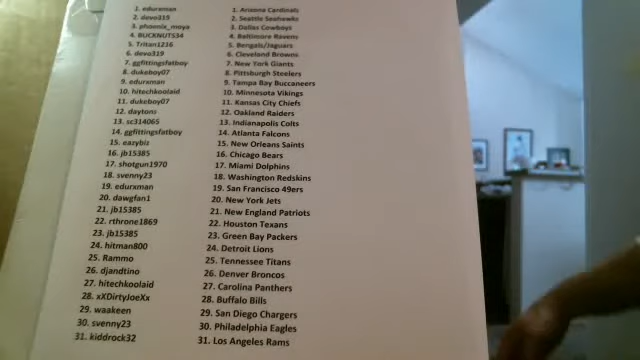 1. edurxman 1. Arizona Cardinals
2. devo319 2. Seattle Seahawks
3. phoenix_moya 3. Dallas Cowboys
4. BUCKNUTS34 4. Baltimore Ravens
5. Tritan1216 5. Bengals/Jaguars
6. devo319 6. Cleveland Browns
7. ggfittingsfatboy 7. New York Giants
8. dukeboy07 8. Pittsburgh Steelers
9. edurxman 9. Tampa Bay Buccaneers
10. hitechkoolaid 10. Minnesota Vikings
11. dukeboy07 11. Kansas City Chiefs
12. daytons 12. Oakland Raiders
13. sc314065 13. Indianapolis Colts
14. ggfittingsfatboy 14. Atlanta Falcons
15. eazybiz 15. New Orleans Saints
16. jb15385 16. Chicago Bears
17. shotgun1970 17. Miami Dolphins
18. svenny23 18. Washington Redskins
19. edurxman 19. San Francisco 49ers
20. dawgfan1 20. New York Jets
21. jb15385 21. New England Patriots
22. rthrone1869 22. Houston Texans
23. jb15385 23. Green Bay Packers
24. hitman800 24. Detroit Lions
25. Rammo 25. Tennessee Titans
26. djandtino 26. Denver Broncos
27. hitechkoolaid 27. Carolina Panthers
28. xXDirtyJoeXx 28. Buffalo Bills
29. waakeen 29. San Diego Chargers
30. svenny23 30. Philadelphia Eagles
31. kiddrock32 31. Los Angeles Rams